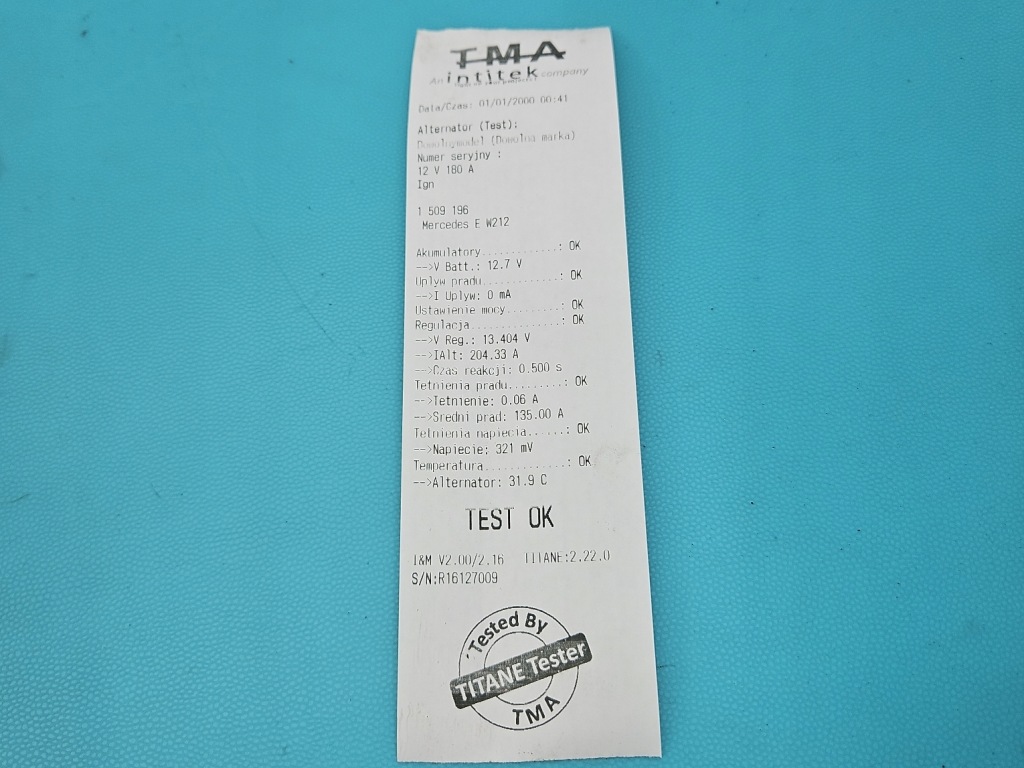 TMA
An intitek company
Data/Czas: 01/01/2000 00:41
Alternator (Test):
Dowolnymodel (Dowolna marka)
Numer seryjny :
12 V 180 A
Ign
1 509 196
Mercedes E W212
Akumulatory.............: OK
-->V Batt.: 12.7 V
Uplyw pradu.............: OK
-->I Uplyw: 0 mA
Ustawienie mocy.........: OK
Regulacja...............: OK
-->V Reg.: 13.404 V
-->IAlt: 204.33 A
-->Czas reakcji: 0.500 s
Tetnienia pradu.........: OK
-->Tetnienie: 0.06 A
-->Sredni prad: 135.00 A
Tetnienia napiecia......: OK
-->Napiecie: 321 mV
Temperatura.............: OK
-->Alternator: 31.9 C
TEST OK
I&M V2.00/2.16 TITANE:2.22.0
S/N:R16127009
Tested By
TITANE Tester
TMA